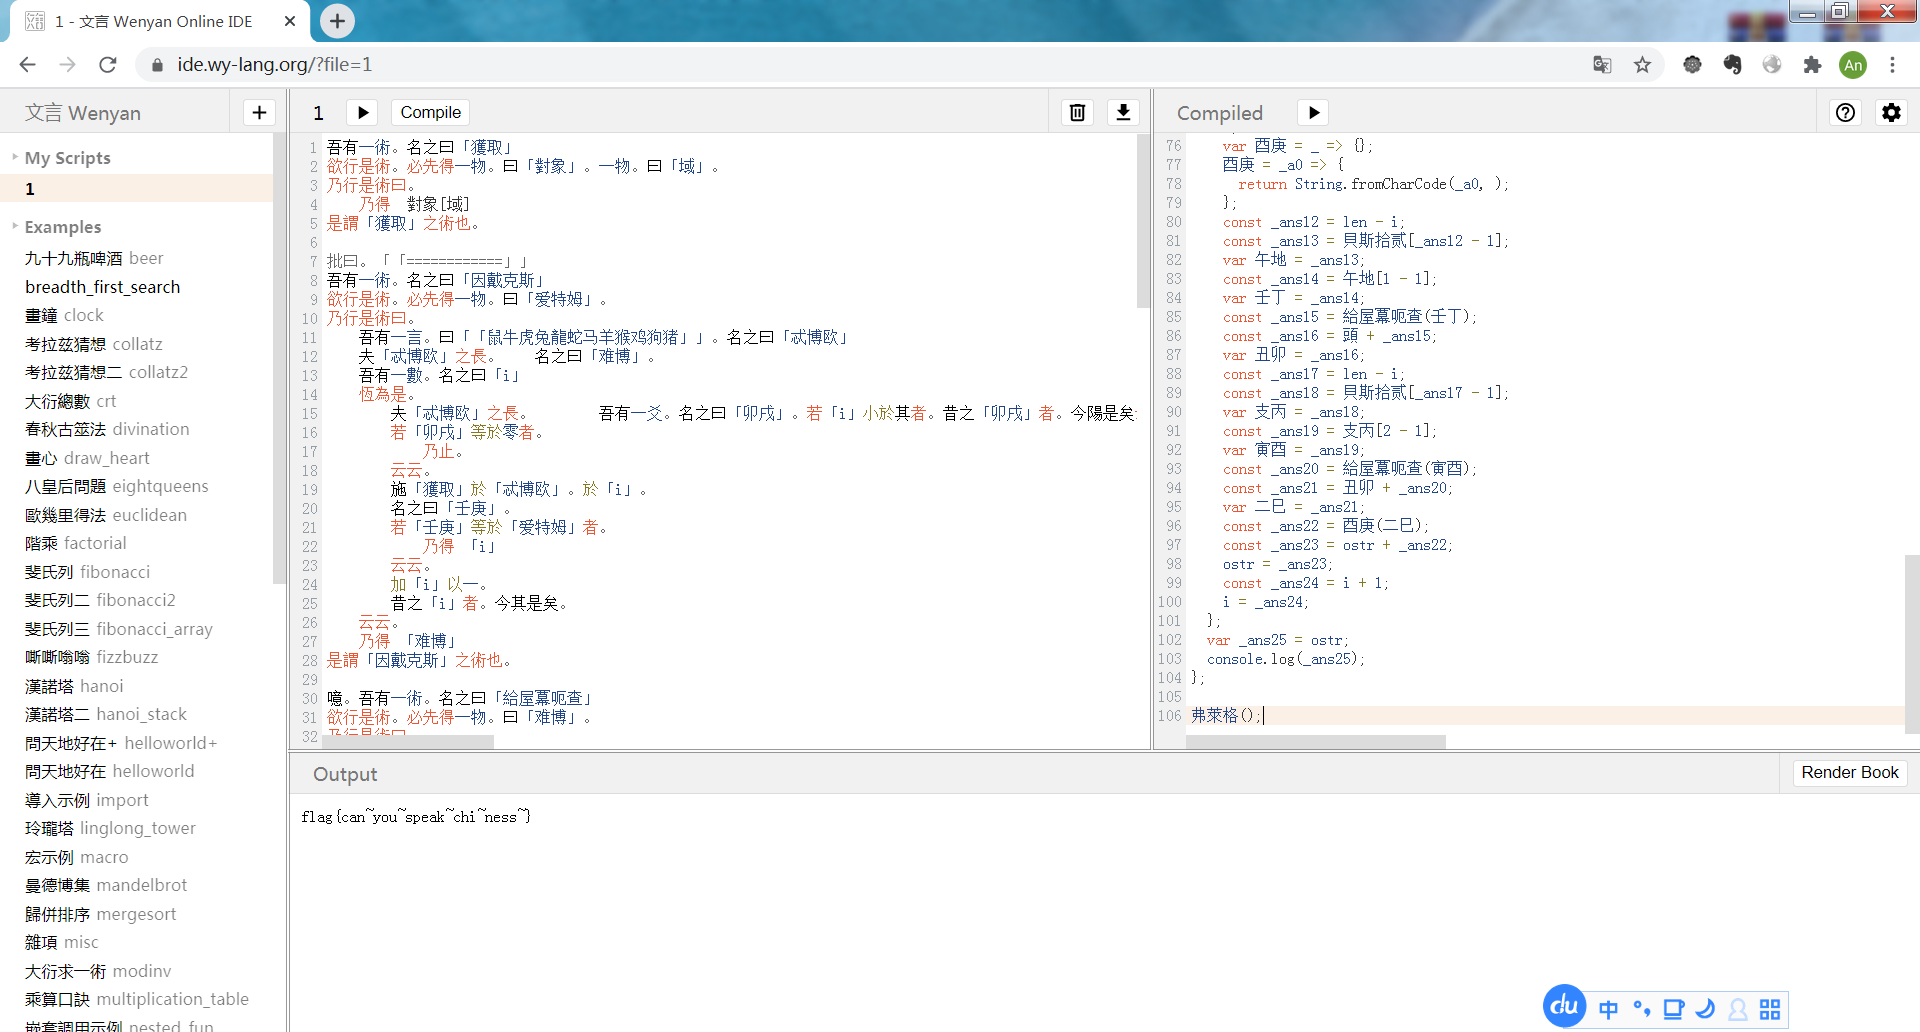 1 - 文言 Wenyan Online IDE
ide.wy-lang.org/?file=1
An
文言 Wenyan
My Scripts
1
Examples
九十九瓶啤酒 beer
breadth_first_search
畫鐘 clock
考拉茲猜想 collatz
考拉茲猜想二 collatz2
大衍總數 crt
春秋古筮法 divination
畫心 draw_heart
八皇后問題 eightqueens
歐幾里得法 euclidean
階乘 factorial
斐氏列 fibonacci
斐氏列二 fibonacci2
斐氏列三 fibonacci_array
嘶嘶嗡嗡 fizzbuzz
漢諾塔 hanoi
漢諾塔二 hanoi_stack
問天地好在+ helloworld+
問天地好在 helloworld
導入示例 import
玲瓏塔 linglong_tower
宏示例 macro
曼德博集 mandelbrot
歸併排序 mergesort
雜項 misc
大衍求一術 modinv
乘算口訣 multiplication_table
嵌套調用示例 nested_fun
1 Compile
1 吾有一術。名之曰「獲取」
2 欲行是術。必先得一物。曰「對象」。一物。曰「域」。
3 乃行是術曰。
4 乃得 對象[域]
5 是謂「獲取」之術也。
6
7 批曰。「「============」」
8 吾有一術。名之曰「因戴克斯」
9 欲行是術。必先得一物。曰「爱特姆」。
10 乃行是術曰。
11 吾有一言。曰「「鼠牛虎兔龍蛇马羊猴鸡狗猪」」。名之曰「忒博欧」
12 夫「忒博欧」之長。 名之曰「难博」。
13 吾有一數。名之曰「i」
14 恆為是。
15 夫「忒博欧」之長。 吾有一爻。名之曰「卯戌」。若「i」小於其者。昔之「卯戌」者。今陽是矣
16 若「卯戌」等於零者。
17 乃止。
18 云云。
19 施「獲取」於「忒博欧」。於「i」。
20 名之曰「壬庚」。
21 若「壬庚」等於「爱特姆」者。
22 乃得 「i」
23 云云。
24 加「i」以一。
25 昔之「i」者。今其是矣。
26 云云。
27 乃得 「难博」
28 是謂「因戴克斯」之術也。
29
30 噫。吾有一術。名之曰「給屋冪呃查」
31 欲行是術。必先得一物。曰「难博」。
32 乃行是術曰
Compiled
76 var 酉庚 = _ => {};
77 酉庚 = _a0 => {
78 return String.fromCharCode(_a0, );
79 };
80 const _ans12 = len - i;
81 const _ans13 = 貝斯拾贰[_ans12 - 1];
82 var 午地 = _ans13;
83 const _ans14 = 午地[1 - 1];
84 var 壬丁 = _ans14;
85 const _ans15 = 給屋冪呃查(壬丁);
86 const _ans16 = 頭 + _ans15;
87 var 丑卯 = _ans16;
88 const _ans17 = len - i;
89 const _ans18 = 貝斯拾贰[_ans17 - 1];
90 var 支丙 = _ans18;
91 const _ans19 = 支丙[2 - 1];
92 var 寅酉 = _ans19;
93 const _ans20 = 給屋冪呃查(寅酉);
94 const _ans21 = 丑卯 + _ans20;
95 var 二巳 = _ans21;
96 const _ans22 = 酉庚(二巳);
97 const _ans23 = ostr + _ans22;
98 ostr = _ans23;
99 const _ans24 = i + 1;
100 i = _ans24;
101 };
102 var _ans25 = ostr;
103 console.log(_ans25);
104 };
105
106 弗萊格();
Output
Render Book
flag{can~you~speak~chi~ness~}
du 中